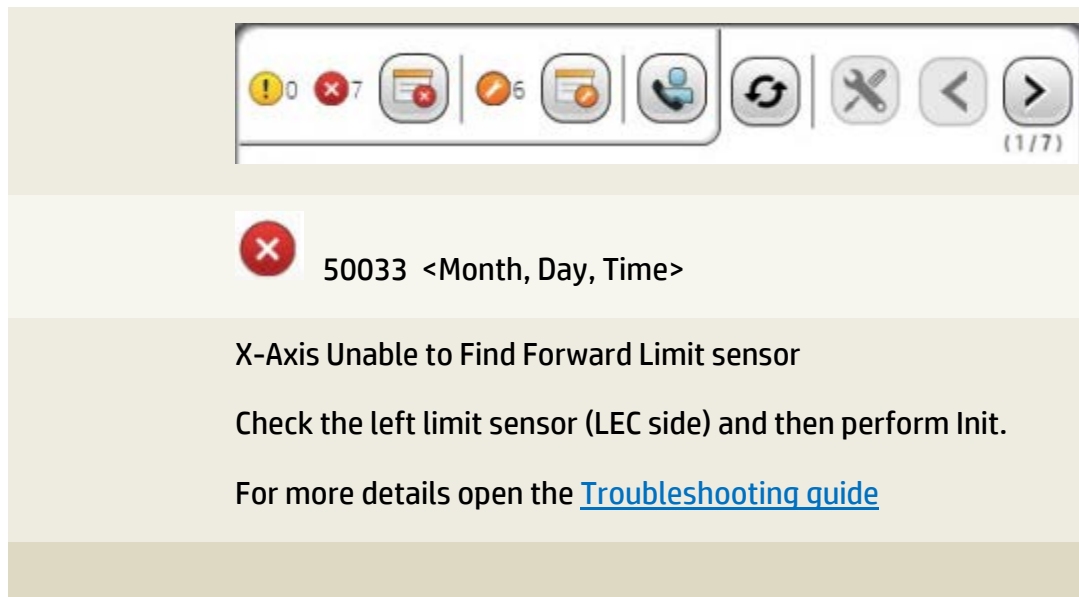 0 7 6
(1/7)
50033 <Month, Day, Time>
X-Axis Unable to Find Forward Limit sensor
Check the left limit sensor (LEC side) and then perform Init.
For more details open the Troubleshooting guide